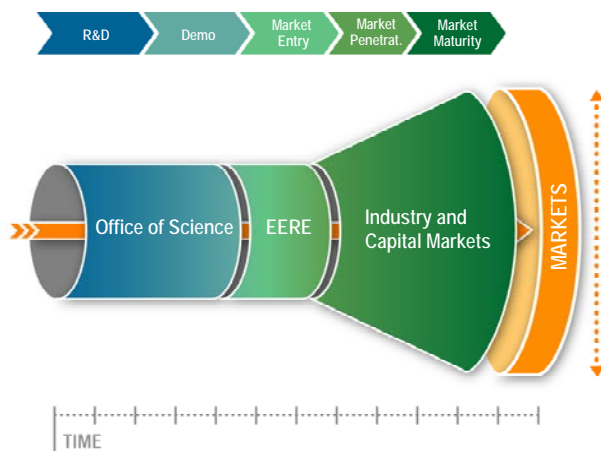 R&D
Demo
Market
Entry
Market
Penetrat.
Market
Maturity
Office of Science
EERE
Industry and
Capital Markets
MARKETS
TIME